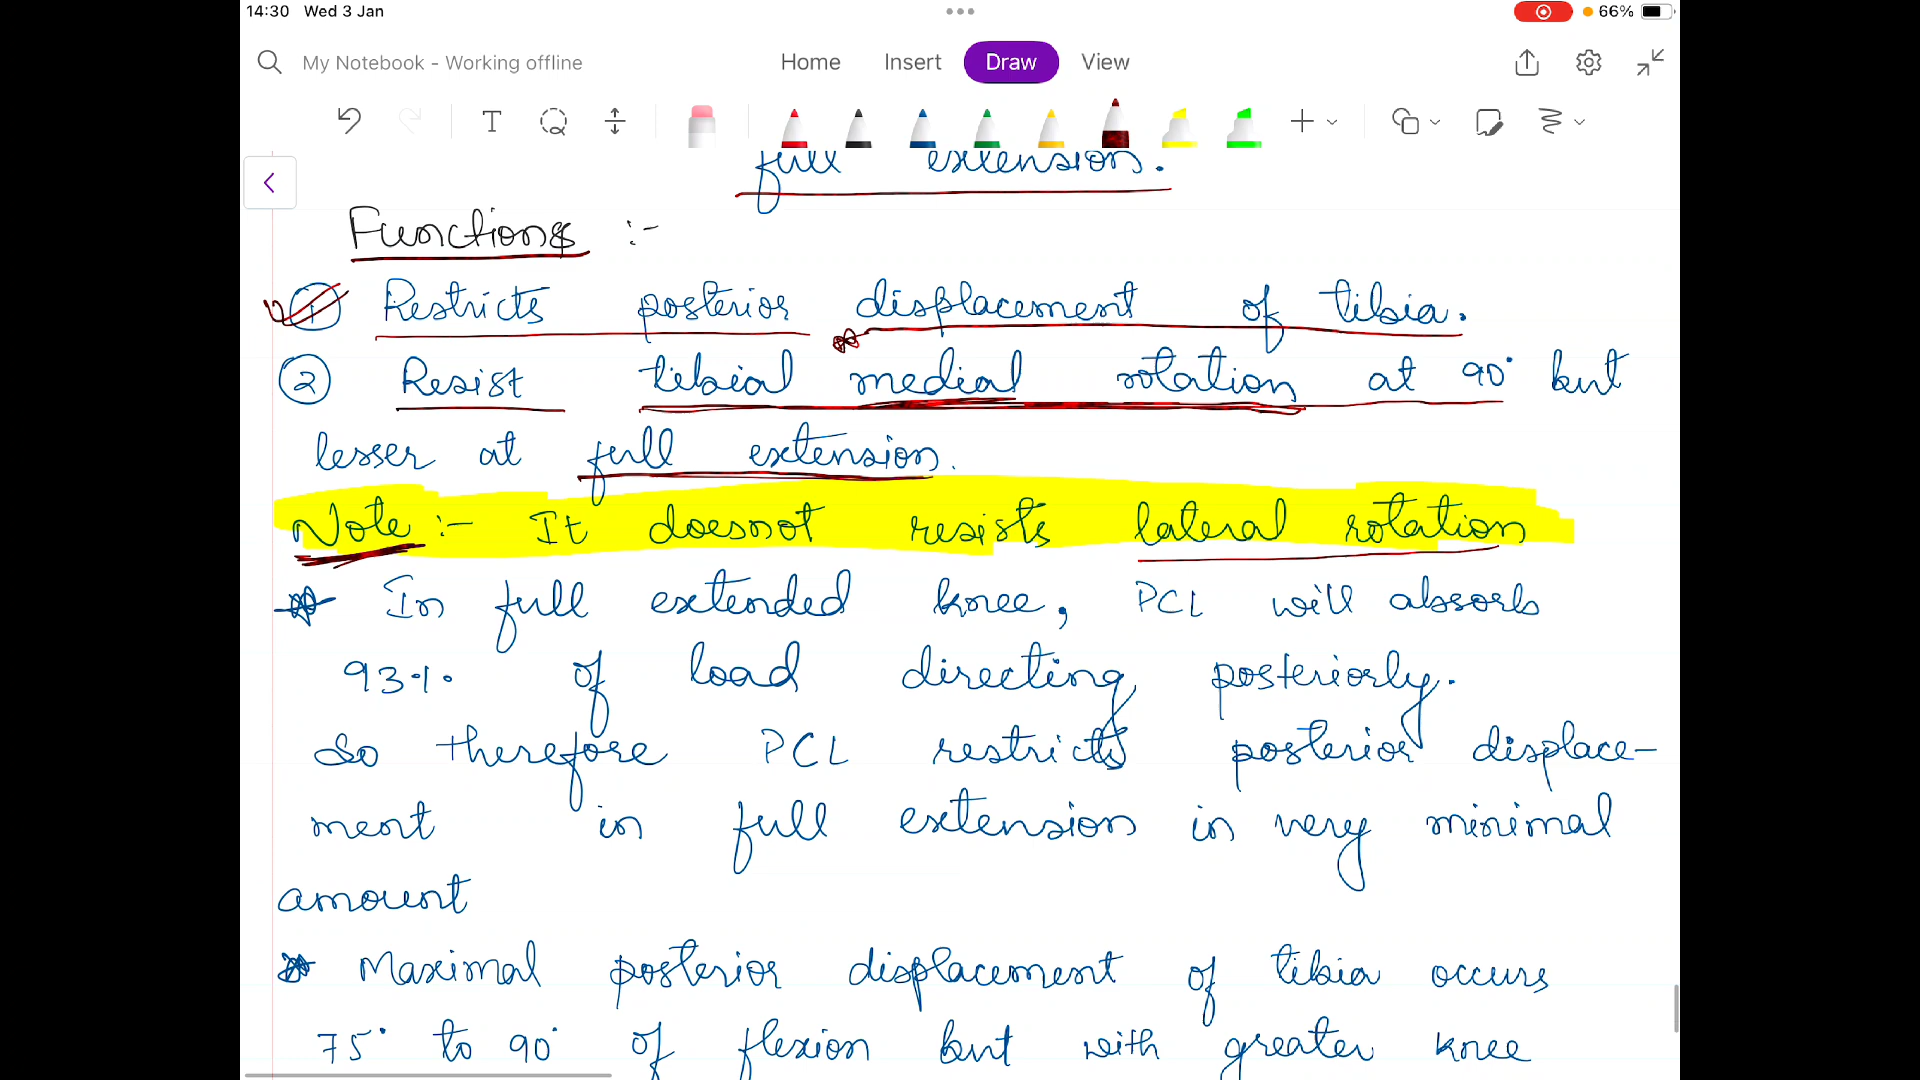 14:30 Wed 3 Jan
66%
My Notebook - Working offline
Home Insert Draw View
full extension.
Functions :-
① Restricts posterior displacement of tibia.
② Resist tibial medial rotation at 90° but
lesser at full extension.
Note :- It doesnot resists lateral rotation
In full extended knee, PCL will absorb
93% of load directing posteriorly.
So therefore PCL restricts posterior displace-
ment in full extension in very minimal
amount
Maximal posterior displacement of tibia occurs
75° to 90° of flexion but with greater knee